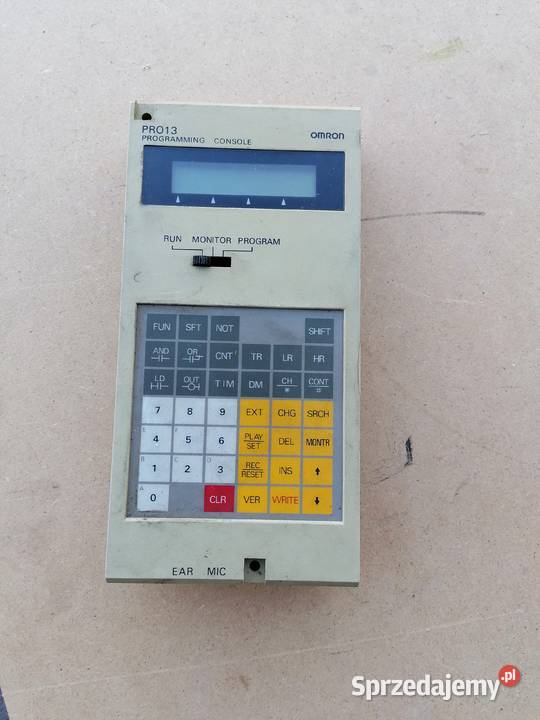 PRO13
PROGRAMMING CONSOLE
OMRON
RUN MONITOR PROGRAM
FUN SFT NOT SHIFT
AND OR CNT TR LR HR
LD OUT TIM DM CH * CONT #
7 8 9 EXT CHG SRCH
E 4 F 5 6 PLAY SET DEL MONTR
B 1 C 2 D 3 REC RESET INS ↑
A 0 CLR VER WRITE ↓
EAR MIC
Sprzedajemy.pl